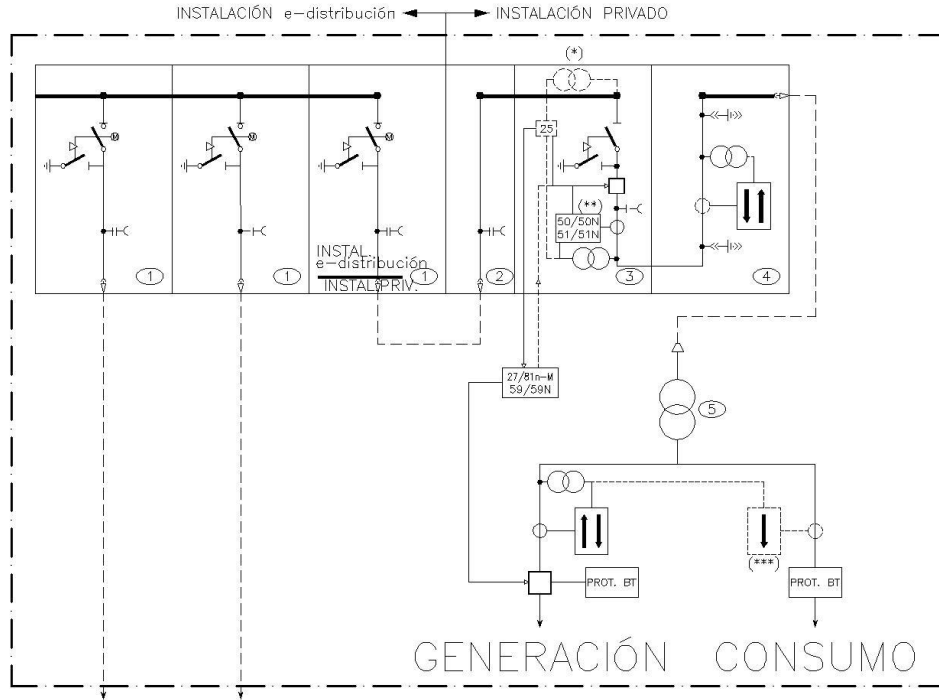 INSTALACIÓN e-distribución
INSTALACIÓN PRIVADO
(*)
M
M
M
25
(**)
50/50N
51/51N
INSTAL.
e-distribución
INSTAL.PRIV.
1
1
1
2
3
4
27/81n-M
59/59N
5
(***)
PROT. BT
PROT. BT
GENERACIÓN
CONSUMO